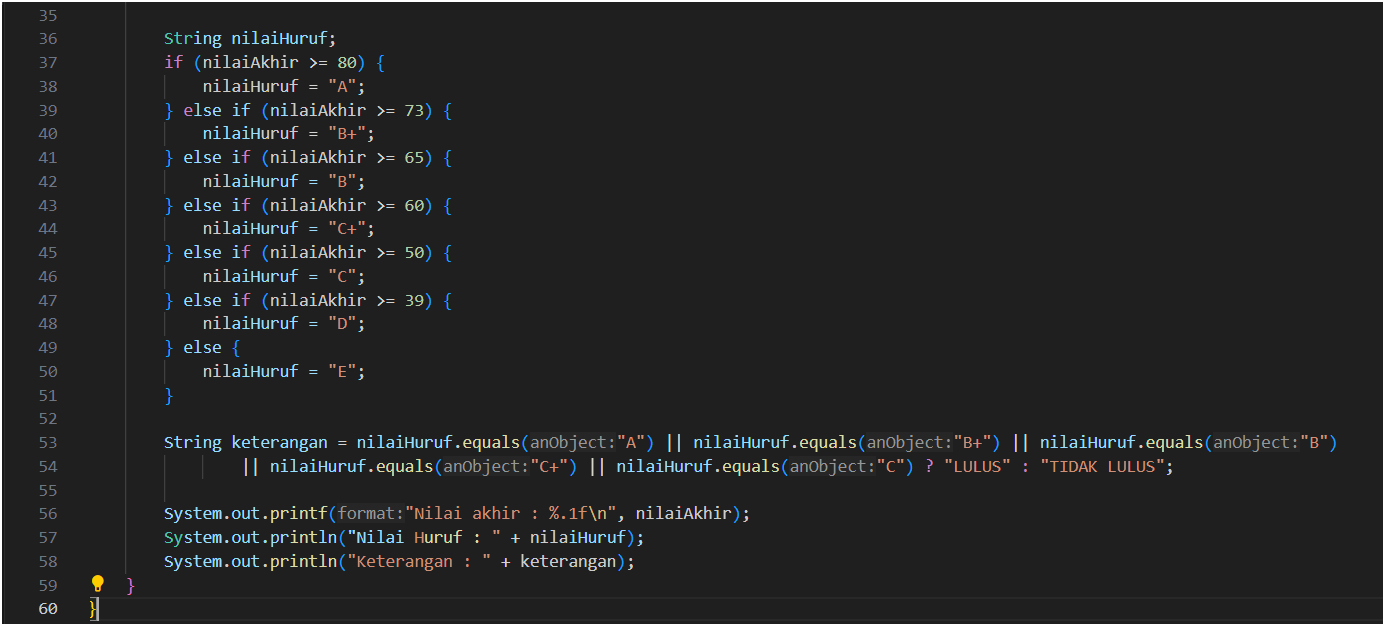 35
36 String nilaiHuruf;
37 if (nilaiAkhir >= 80) {
38 nilaiHuruf = "A";
39 } else if (nilaiAkhir >= 73) {
40 nilaiHuruf = "B+";
41 } else if (nilaiAkhir >= 65) {
42 nilaiHuruf = "B";
43 } else if (nilaiAkhir >= 60) {
44 nilaiHuruf = "C+";
45 } else if (nilaiAkhir >= 50) {
46 nilaiHuruf = "C";
47 } else if (nilaiAkhir >= 39) {
48 nilaiHuruf = "D";
49 } else {
50 nilaiHuruf = "E";
51 }
52
53 String keterangan = nilaiHuruf.equals(anObject:"A") || nilaiHuruf.equals(anObject:"B+") || nilaiHuruf.equals(anObject:"B")
54 || nilaiHuruf.equals(anObject:"C+") || nilaiHuruf.equals(anObject:"C") ? "LULUS" : "TIDAK LULUS";
55
56 System.out.printf(format:"Nilai akhir : %.1f\n", nilaiAkhir);
57 System.out.println("Nilai Huruf : " + nilaiHuruf);
58 System.out.println("Keterangan : " + keterangan);
59 }
60 }